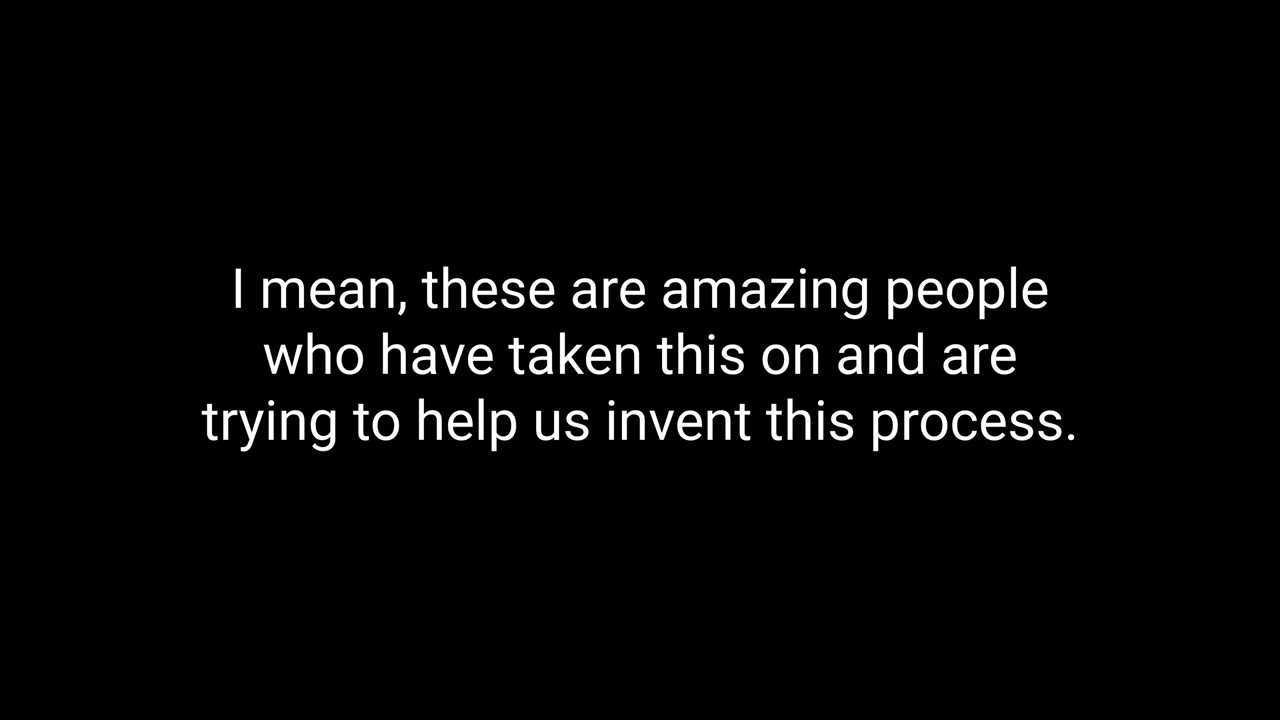 I mean, these are amazing people
who have taken this on and are
trying to help us invent this process.